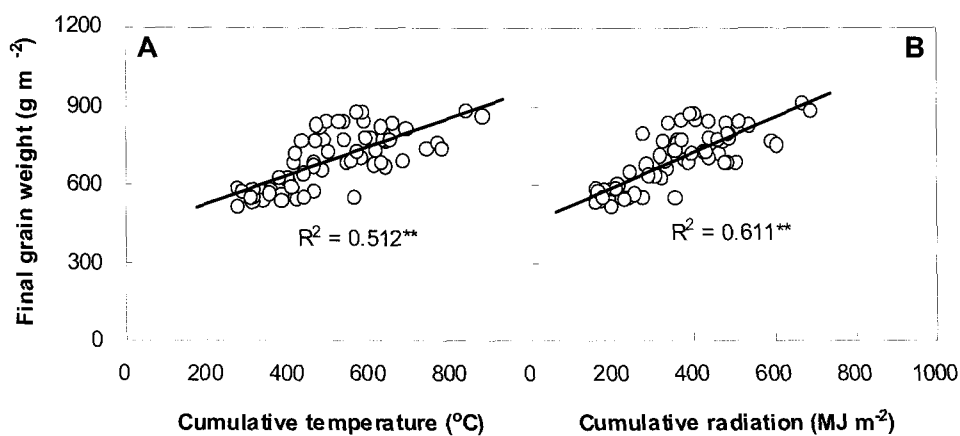 1200
A
B
900
600
300
0
Final grain weight (g m -2)
R² = 0.512**
R² = 0.611**
0 200 400 600 800 0 200 400 600 800 1000
Cumulative temperature (°C) Cumulative radiation (MJ m-2)